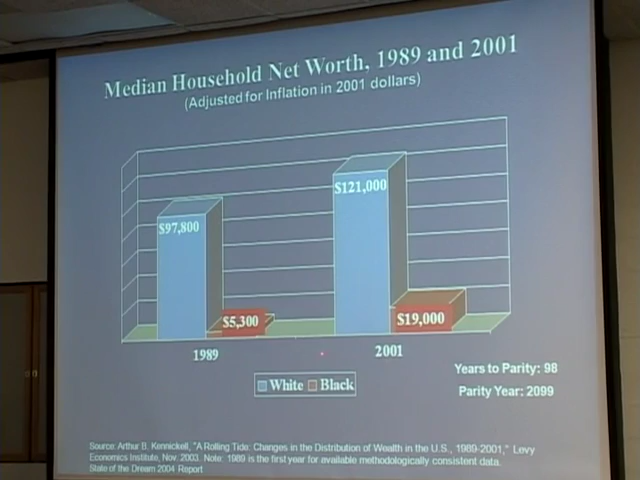 Median Household Net Worth, 1989 and 2001
(Adjusted for Inflation in 2001 dollars)
$97,800
$5,300
$121,000
$19,000
1989
2001
White Black
Years to Parity: 98
Parity Year: 2099
Source: Arthur B. Kennickell, "A Rolling Tide: Changes in the Distribution of Wealth in the U.S., 1989-2001," Levy
Economics Institute, Nov. 2003. Note: 1989 is the first year for available methodologically consistent data.
State of the Dream 2004 Report